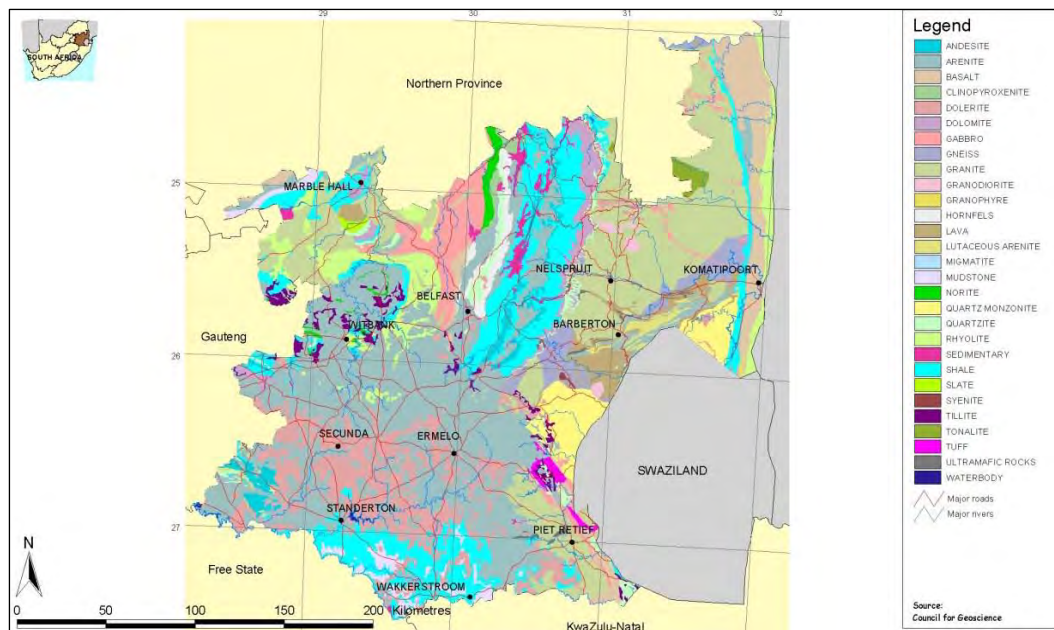 29
30
31
32
SOUTH AFRICA
Northern Province
25
MARBLE HALL
NELSPRUIT
KOMATIPOORT
BELFAST
BARBERTON
WITBANK
Gauteng
26
SECUNDA
ERMELO
SWAZILAND
STANDERTON
27
PIET RETIEF
N
Free State
WAKKERSTROOM
0 50 100 150 200 Kilometres
KwaZulu-Natal
29
30
31
Legend
ANDESITE
ARENITE
BASALT
CLINOPYROXENITE
DOLERITE
DOLOMITE
GABBRO
GNEISS
GRANITE
GRANODIORITE
GRANOPHYRE
HORNFELS
LAVA
LUTACEOUS ARENITE
MIGMATITE
MUDSTONE
NORITE
QUARTZ MONZONITE
QUARTZITE
RHYOLITE
SEDIMENTARY
SHALE
SLATE
SYENITE
TILLITE
TONALITE
TUFF
ULTRAMAFIC ROCKS
WATERBODY
Major roads
Major rivers
Source:
Council for Geoscience